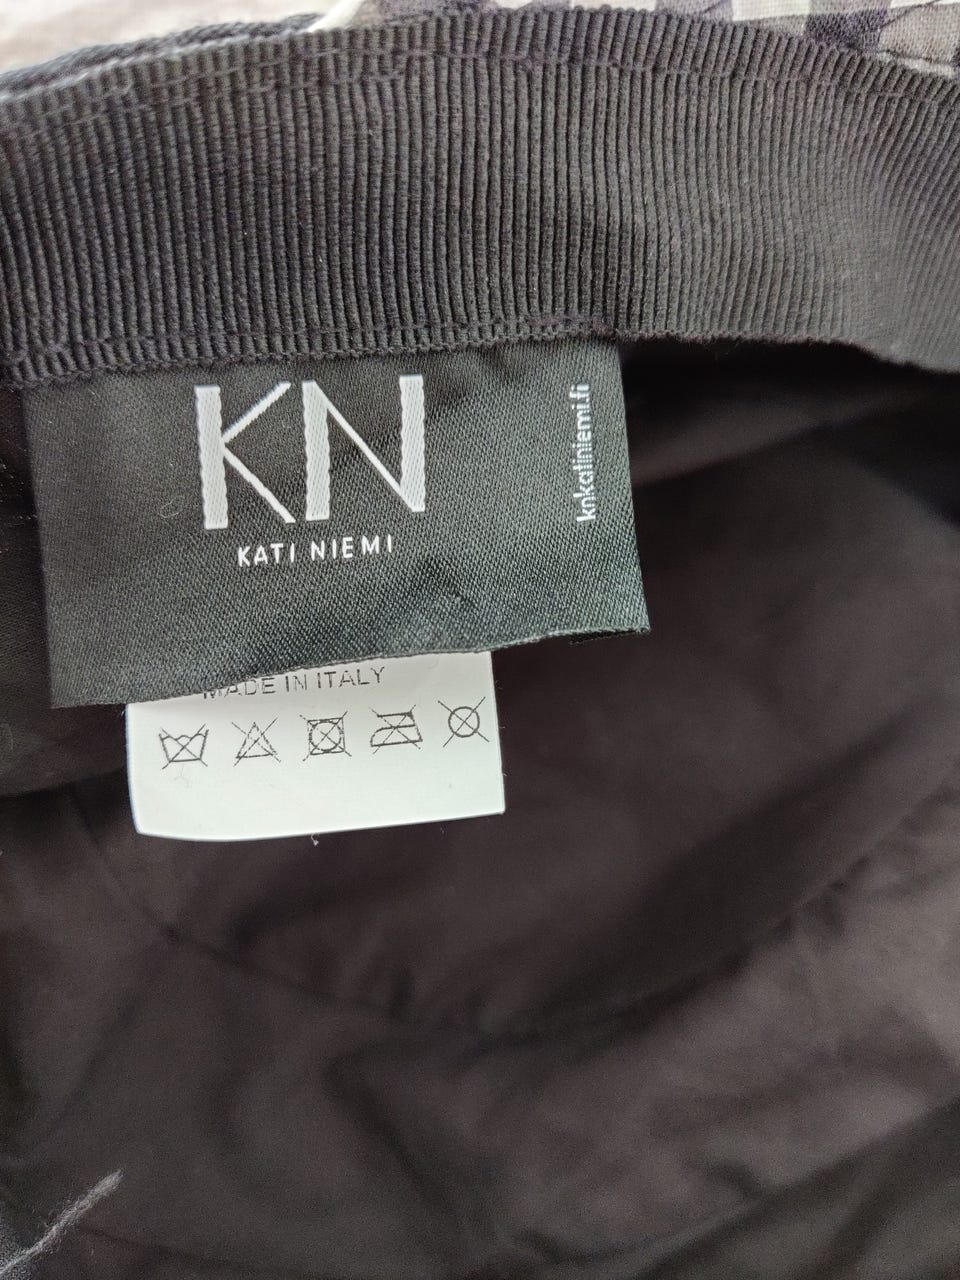 KN
KATI NIEMI
knkatiniemi.fi
MADE IN ITALY